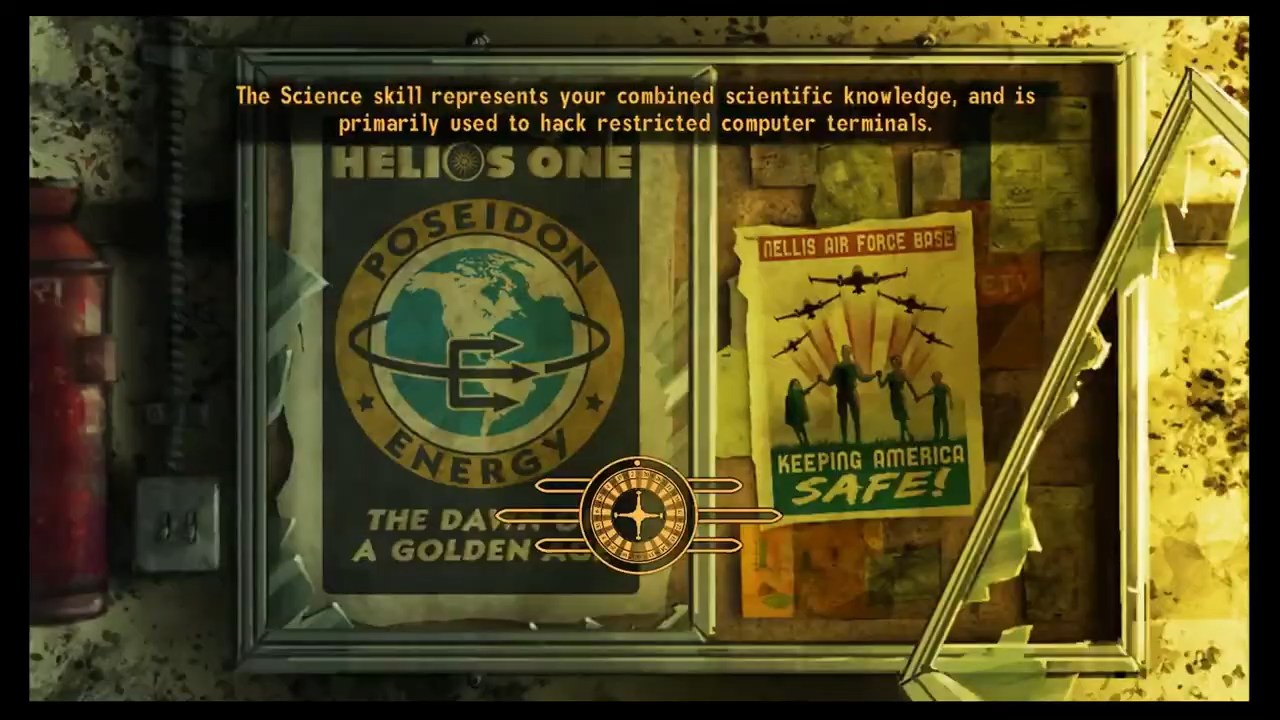 The Science skill represents your combined scientific knowledge, and is
primarily used to hack restricted computer terminals.
HELIOS ONE
POSEIDON
ENERGY
THE DAWN
A GOLDEN
NELLIS AIR FORCE BASE
KEEPING AMERICA
SAFE!
ETY